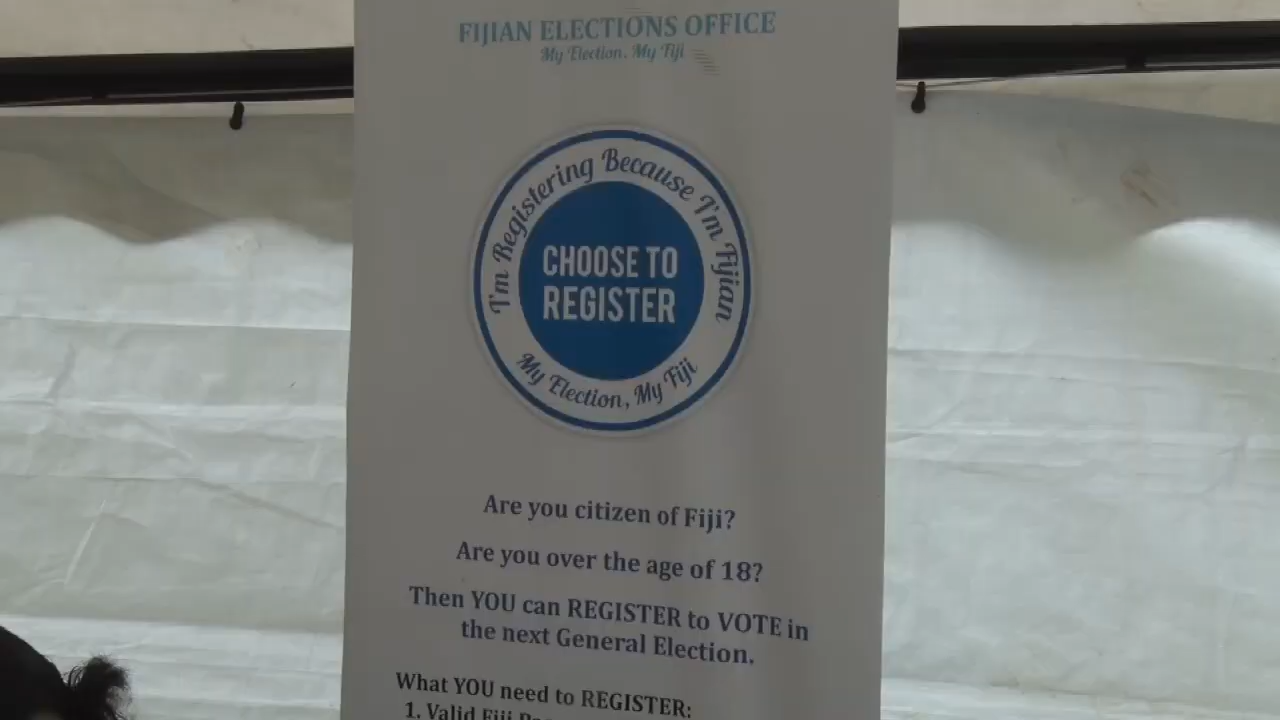 FIJIAN ELECTIONS OFFICE
My Election. My Fiji
I'm Registering Because I'm Fijian
CHOOSE TO
REGISTER
My Election, My Fiji
Are you citizen of Fiji?
Are you over the age of 18?
Then YOU can REGISTER to VOTE in
the next General Election.
What YOU need to REGISTER:
1. Valid Fiji